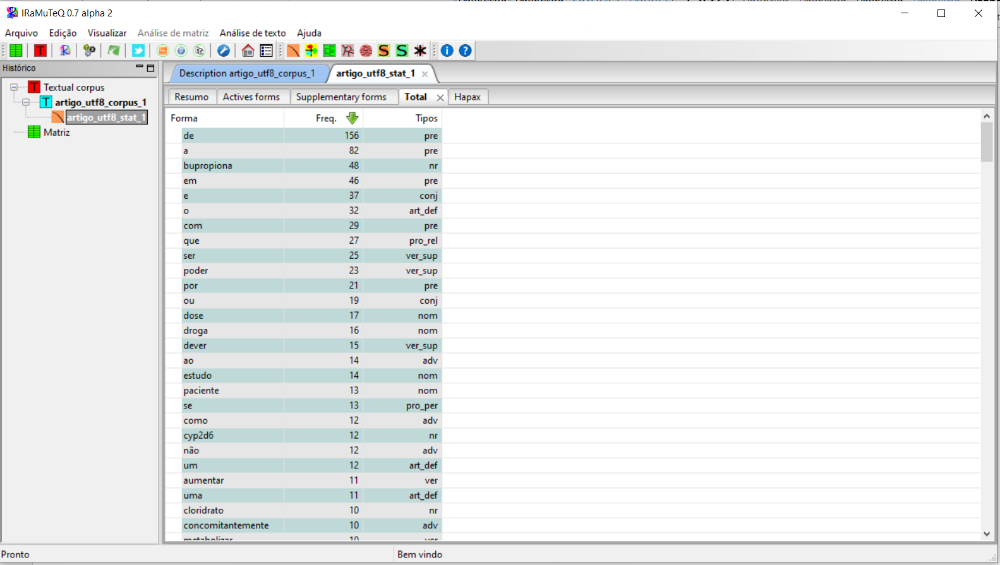 IRaMuTeQ 0.7 alpha 2
Arquivo Edição Visualizar Análise de matriz Análise de texto Ajuda
Histórico
Textual corpus
artigo_utf8_corpus_1
artigo_utf8_stat_1
Matriz
Description artigo_utf8_corpus_1 artigo_utf8_stat_1
Resumo Actives forms Supplementary forms Total Hapax
Forma Freq. Tipos
de 156 pre
a 82 pre
bupropiona 48 nr
em 46 pre
e 37 conj
o 32 art_def
com 29 pre
que 27 pro_rel
ser 25 ver_sup
poder 23 ver_sup
por 21 pre
ou 19 conj
dose 17 nom
droga 16 nom
dever 15 ver_sup
ao 14 adv
estudo 14 nom
paciente 13 nom
se 13 pro_per
como 12 adv
cyp2d6 12 nr
não 12 adv
um 12 art_def
aumentar 11 ver
uma 11 art_def
cloridrato 10 nr
concomitantemente 10 adv
metabolizar 10 ver
Pronto Bem vindo